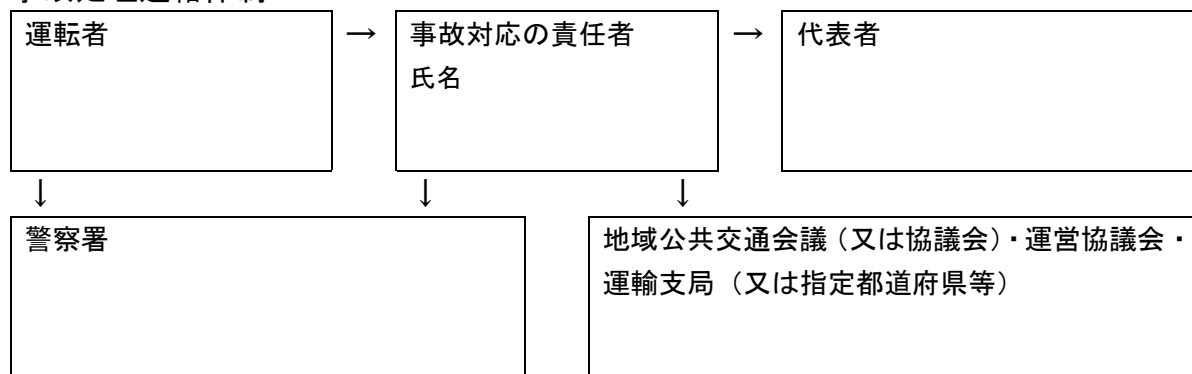 運転者 → 事故対応の責任者 → 代表者
氏名
↓ ↓ ↓
警察署
地域公共交通会議（又は協議会）・運営協議会・
運輸支局（又は指定都道府県等）